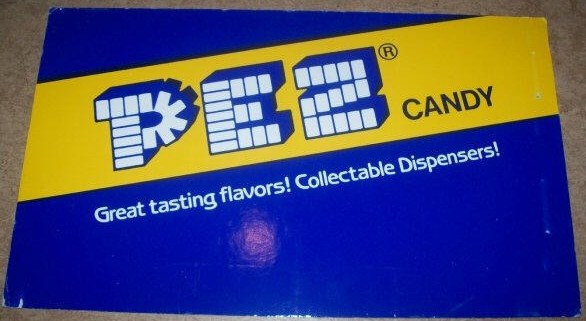 PEZ® CANDY
Great tasting flavors! Collectable Dispensers!